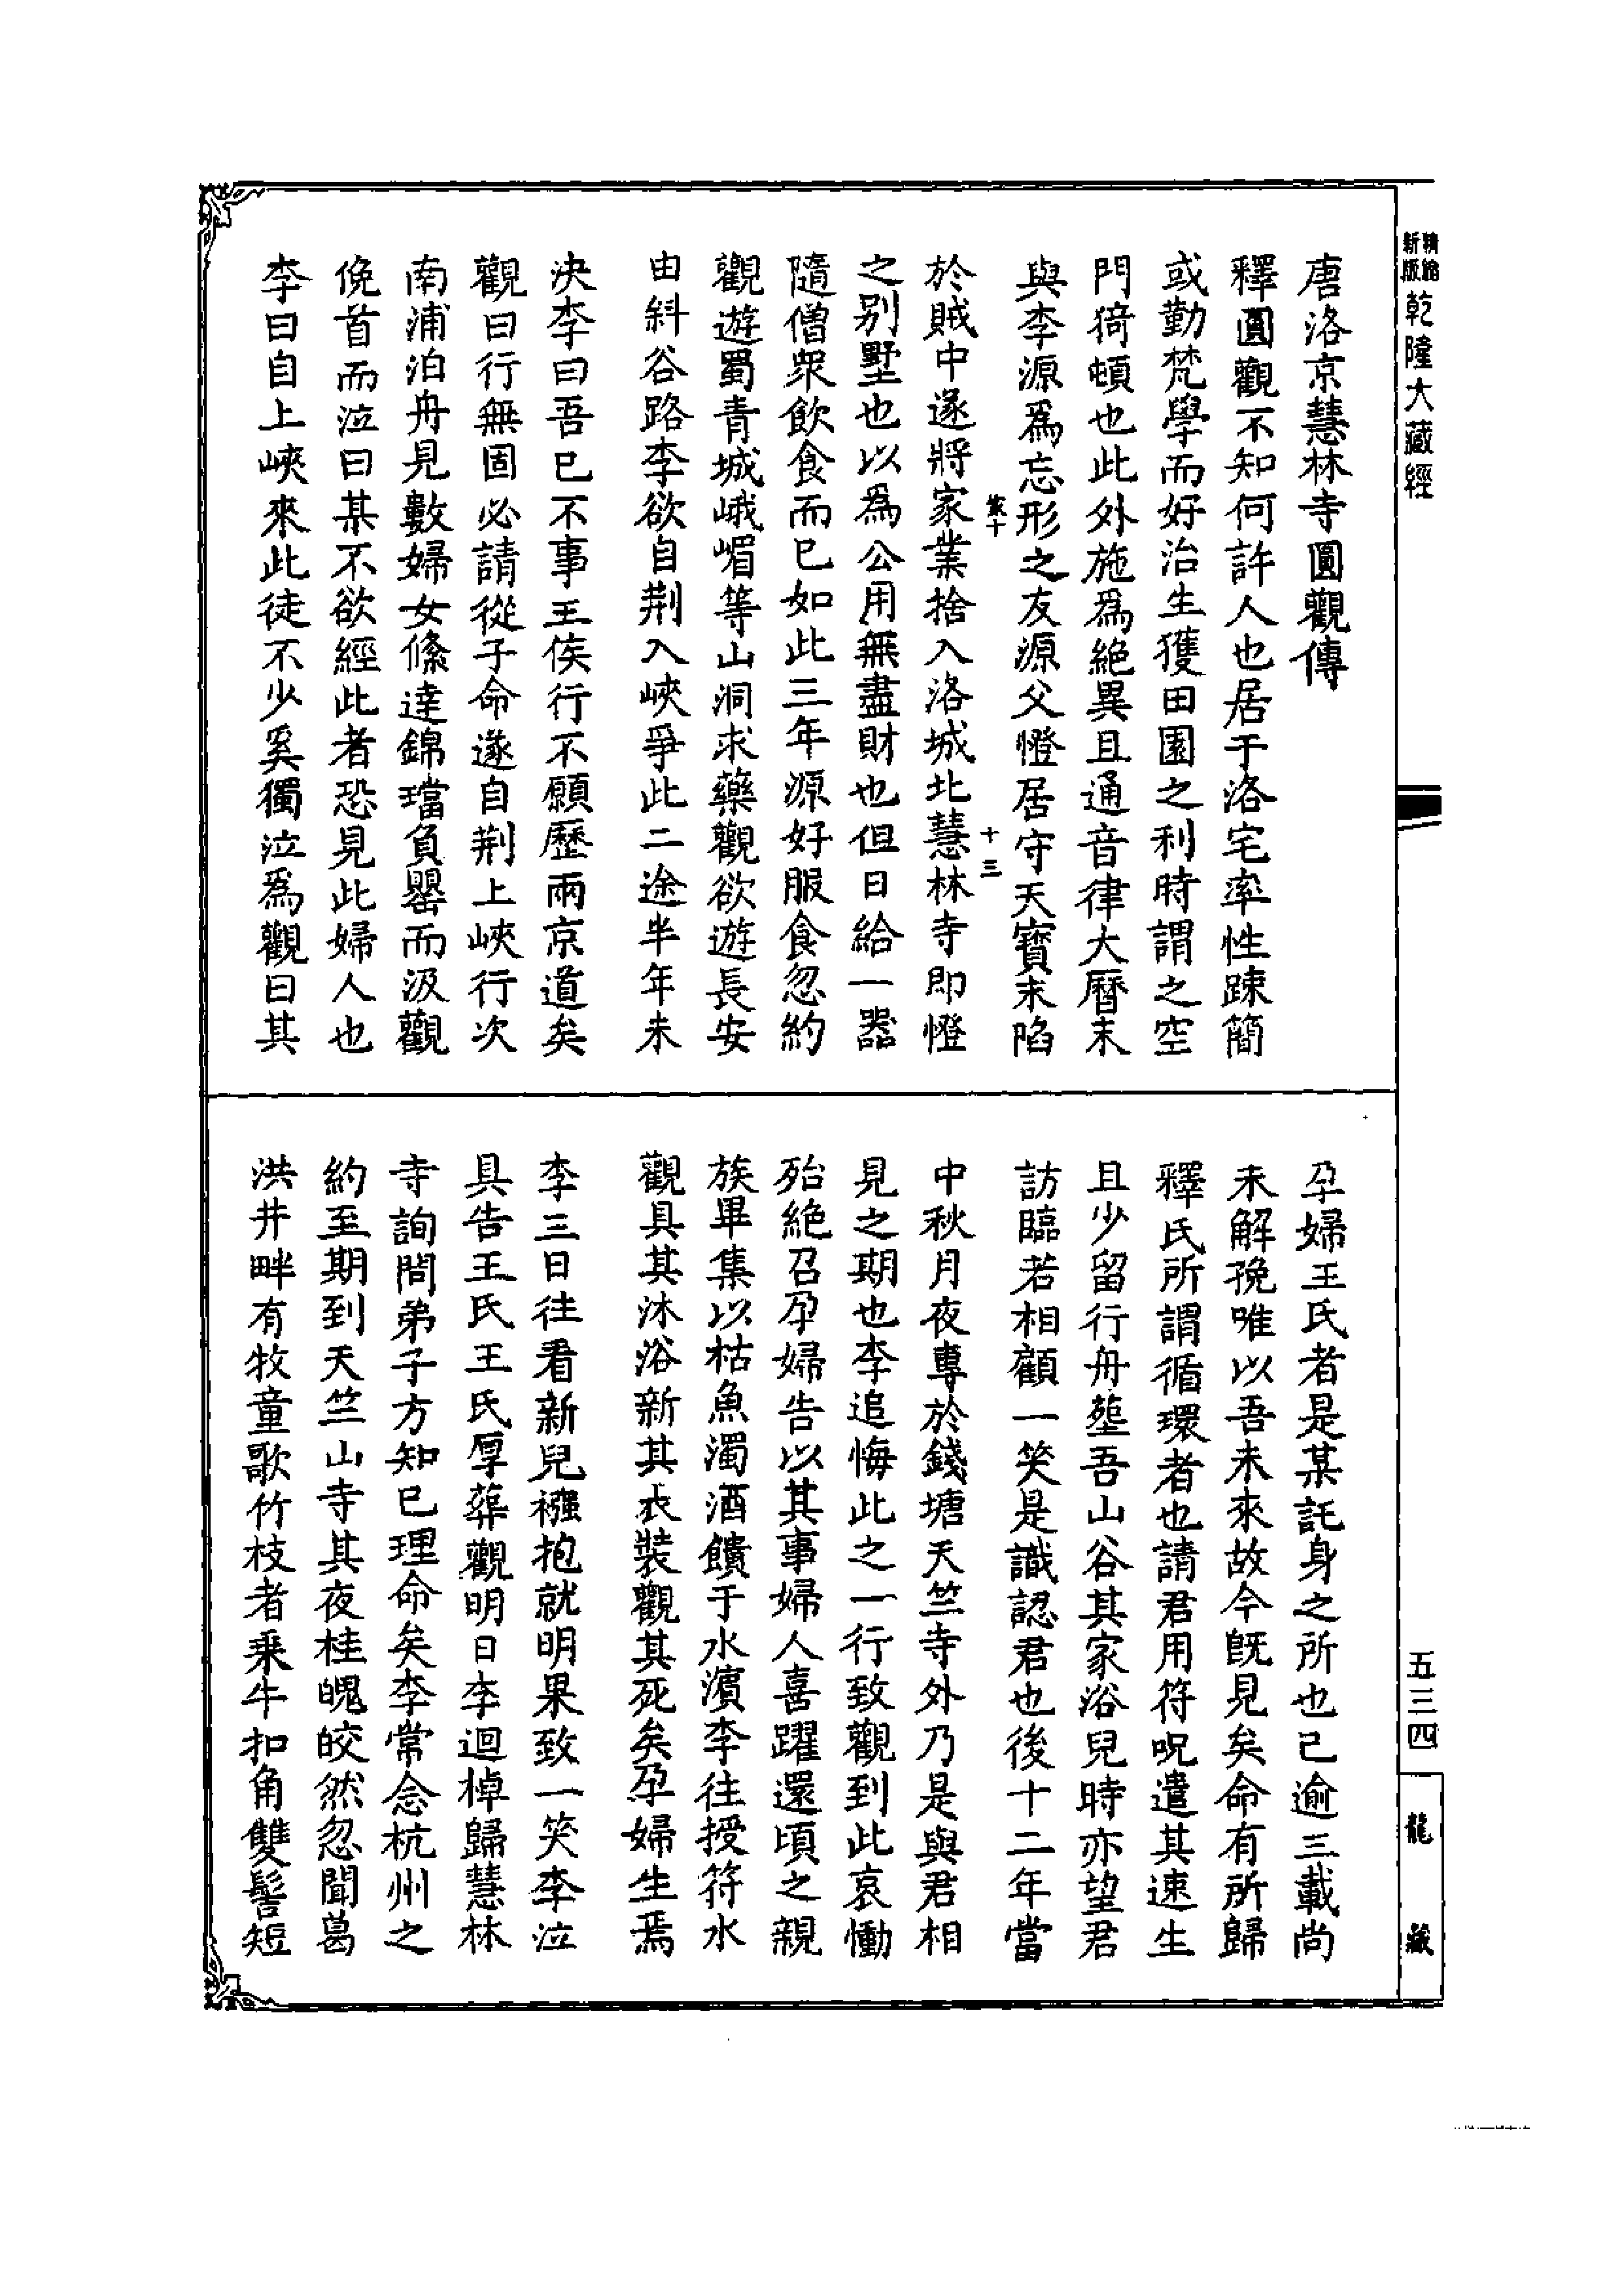 精縮新版乾隆大藏經
唐洛京慧林寺圓觀傳
釋圓觀不知何許人也居于洛宅率性踈簡
或勤梵學而好治生獲田園之利時謂之空
門猗頓也此外施爲絕異且通音律大曆末
與李源爲忘形之友源父憕居守天寶末陷
於賊中遂將家業捨入洛城北慧林寺即憕
之別墅也以爲公用無盡財也但日給一器
隨僧眾飲食而已如此三年源好服食忽約
觀遊蜀青城峨嵋等山洞求藥觀欲遊長安
由斜谷路李欲自荆入峽爭此二途半年未
決李曰吾已不事王侯行不願歷兩京道矣
觀曰行無固必請從子命遂自荆上峽行次
南浦泊舟見數婦女絛達錦璫負罌而汲觀
俛首而泣曰某不欲經此者恐見此婦人也
李曰自上峽來此徒不少奚獨泣爲觀曰其
十三
孕婦王氏者是某託身之所也已逾三載尚
未解㝃唯以吾未來故今既見矣命有所歸
釋氏所謂循環者也請君用符呪遣其速生
且少留行舟塟吾山谷其家浴兒時亦望君
訪臨若相顧一笑是識認君也後十二年當
中秋月夜專於錢塘天竺寺外乃是與君相
見之期也李追悔此之一行致觀到此哀慟
殆絕召孕婦告以其事婦人喜躍還頃之親
族畢集以枯魚濁酒饋于水濱李往授符水
觀具其沐浴新其衣裝觀其死矣孕婦生焉
李三日往看新兒襁抱就明果致一笑李泣
具告王氏王氏厚葬觀明日李迴棹歸慧林
寺詢問弟子方知已理命矣李常念杭州之
約至期到天竺山寺其夜桂魄皎然忽聞葛
洪井畔有牧童歌竹枝者乘牛扣角雙髻短
五三四
龍藏